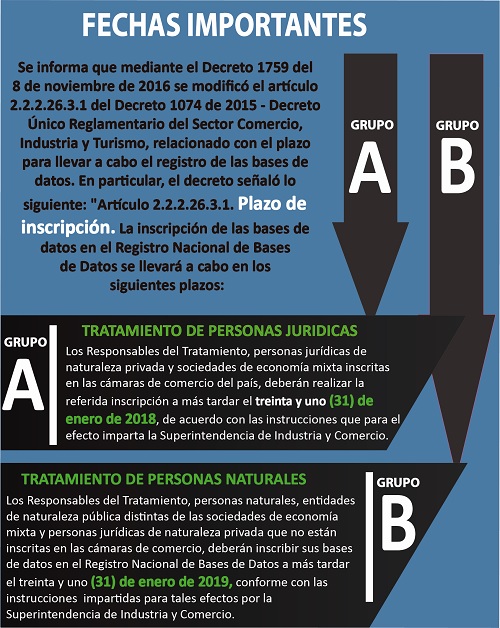 FECHAS IMPORTANTES
Se informa que mediante el Decreto 1759 del
8 de noviembre de 2016 se modificó el artículo
2.2.2.26.3.1 del Decreto 1074 de 2015 - Decreto
Único Reglamentario del Sector Comercio,
Industria y Turismo, relacionado con el plazo
para llevar a cabo el registro de las bases de
datos. En particular, el decreto señaló lo
siguiente: "Artículo 2.2.2.26.3.1. Plazo de
inscripción. La inscripción de las bases de
datos en el Registro Nacional de Bases
de Datos se llevará a cabo en los
siguientes plazos:
GRUPO
A
GRUPO
B
GRUPO
A
TRATAMIENTO DE PERSONAS JURIDICAS
Los Responsables del Tratamiento, personas jurídicas de
naturaleza privada y sociedades de economía mixta inscritas
en las cámaras de comercio del país, deberán realizar la
referida inscripción a más tardar el treinta y uno (31) de
enero de 2018, de acuerdo con las instrucciones que para el
efecto imparta la Superintendencia de Industria y Comercio.
TRATAMIENTO DE PERSONAS NATURALES
Los Responsables del Tratamiento, personas naturales, entidades
de naturaleza pública distintas de las sociedades de economía
mixta y personas jurídicas de naturaleza privada que no están
inscritas en las cámaras de comercio, deberán inscribir sus bases
de datos en el Registro Nacional de Bases de Datos a más tardar
el treinta y uno (31) de enero de 2019, conforme con las
instrucciones impartidas para tales efectos por la
Superintendencia de Industria y Comercio.
GRUPO
B